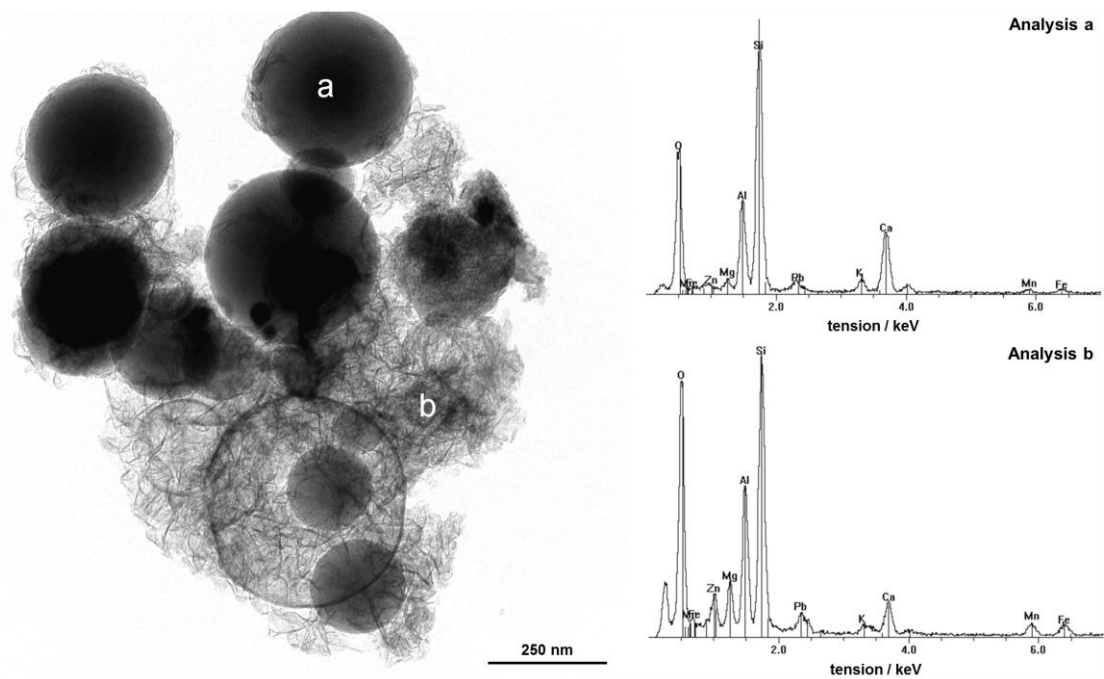 a
b
250 nm
Analysis a
Si
O
Al
Ca
Zn
Mg
Pb
K
Mn
Fe
2.0
4.0
6.0
tension / keV
Analysis b
Si
O
Al
Mg
Zn
Pb
Ca
K
Mn
Fe
2.0
4.0
6.0
tension / keV